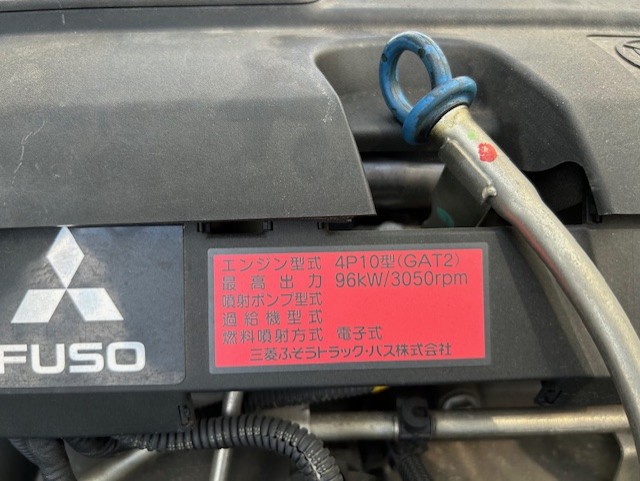 エンジン型式 4P10型(GAT2)
最高出力 96kW/3050rpm
噴射ポンプ型式
過給機型式
燃料噴射方式 電子式
三菱ふそうトラック・バス株式会社
FUSO